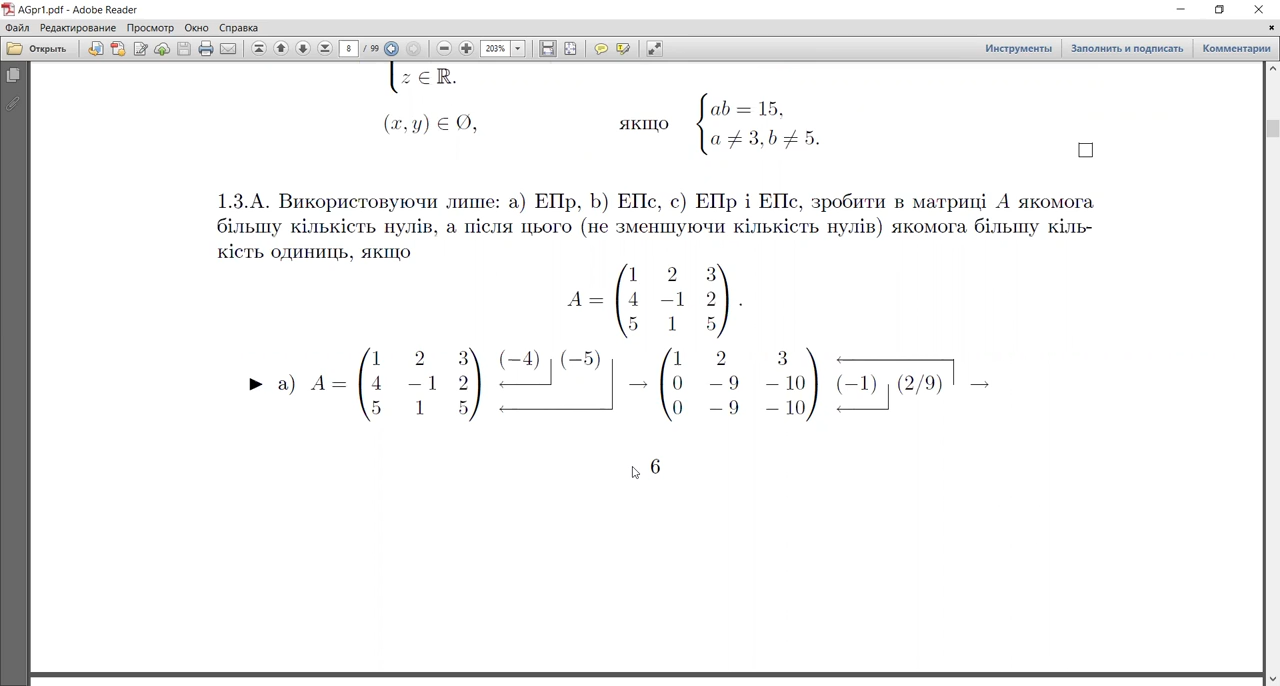 AGpr1.pdf - Adobe Reader
Файл Редактирование Просмотр Окно Справка
Открыть 8 / 99 203% Инструменты Заполнить и подписать Комментарии
z ∈ ℝ.
(x, y) ∈ Ø, якщо { ab = 15,
a ≠ 3, b ≠ 5.
1.3.A. Використовуючи лише: a) ЕПр, b) ЕПс, c) ЕПр і ЕПс, зробити в матриці A якомога
більшу кількість нулів, а після цього (не зменшуючи кількість нулів) якомога більшу кіль-
кість одиниць, якщо
1 2 3
A = 4 −1 2 .
5 1 5
1 2 3 (−4) (−5) 1 2 3
► a) A = 4 − 1 2 → 0 − 9 − 10 (−1) (2/9) →
5 1 5 0 − 9 − 10
6